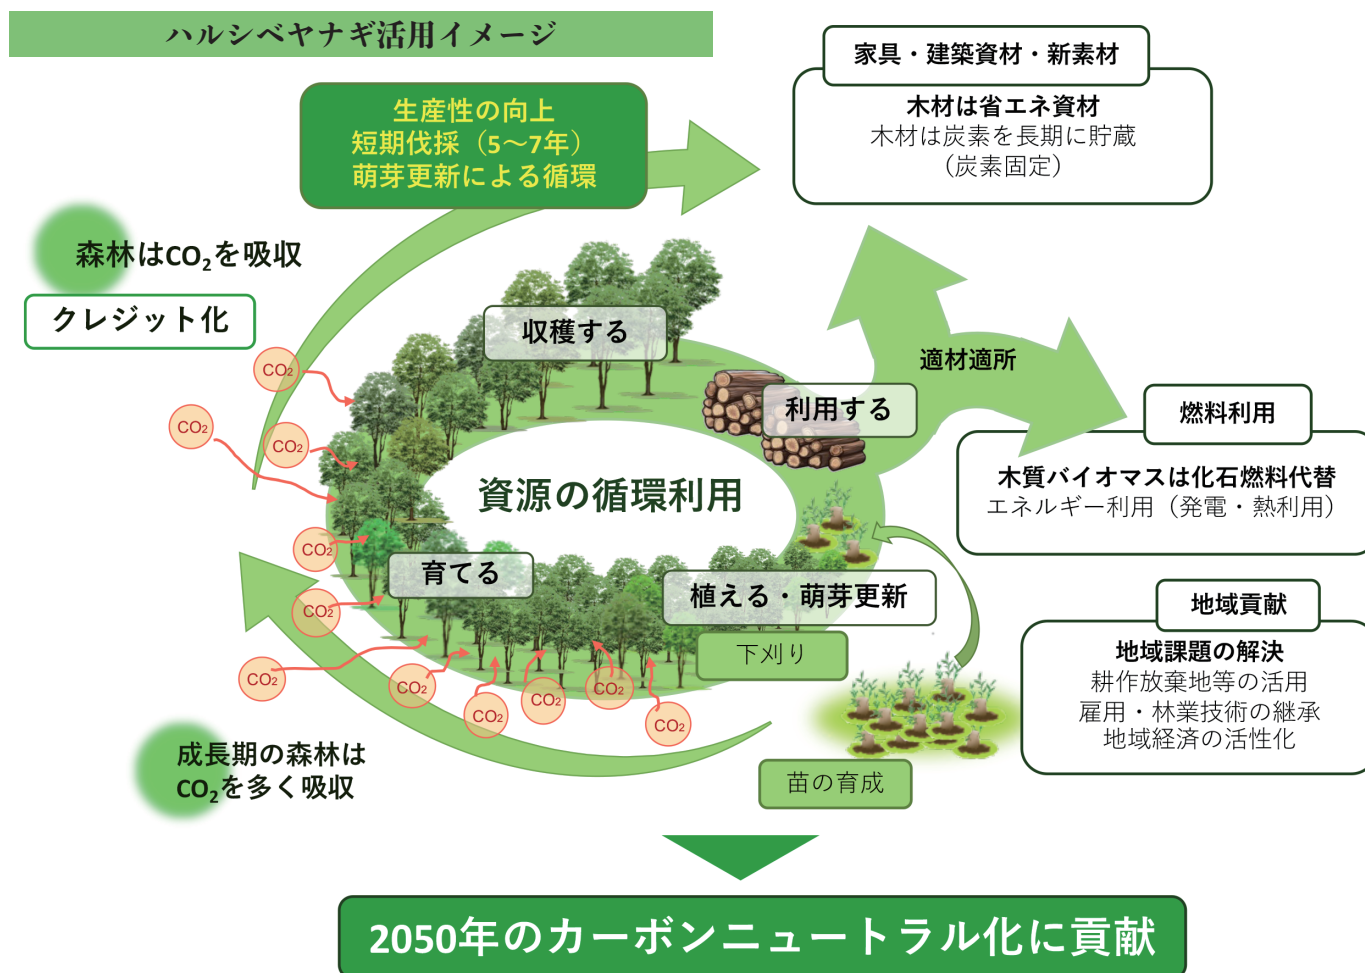 ハルシベヤナギ活用イメージ
家具・建築資材・新素材
木材は省エネ資材
木材は炭素を長期に貯蔵
(炭素固定)
生産性の向上
短期伐採（5〜7年）
萌芽更新による循環
森林はCO₂を吸収
クレジット化
収穫する
適材適所
利用する
燃料利用
木質バイオマスは化石燃料代替
エネルギー利用（発電・熱利用）
資源の循環利用
CO₂
CO₂
CO₂
CO₂
CO₂
CO₂
CO₂
CO₂
CO₂
CO₂
CO₂
育てる
植える・萌芽更新
下刈り
地域貢献
地域課題の解決
耕作放棄地等の活用
雇用・林業技術の継承
地域経済の活性化
成長期の森林は
CO₂を多く吸収
苗の育成
2050年のカーボンニュートラル化に貢献